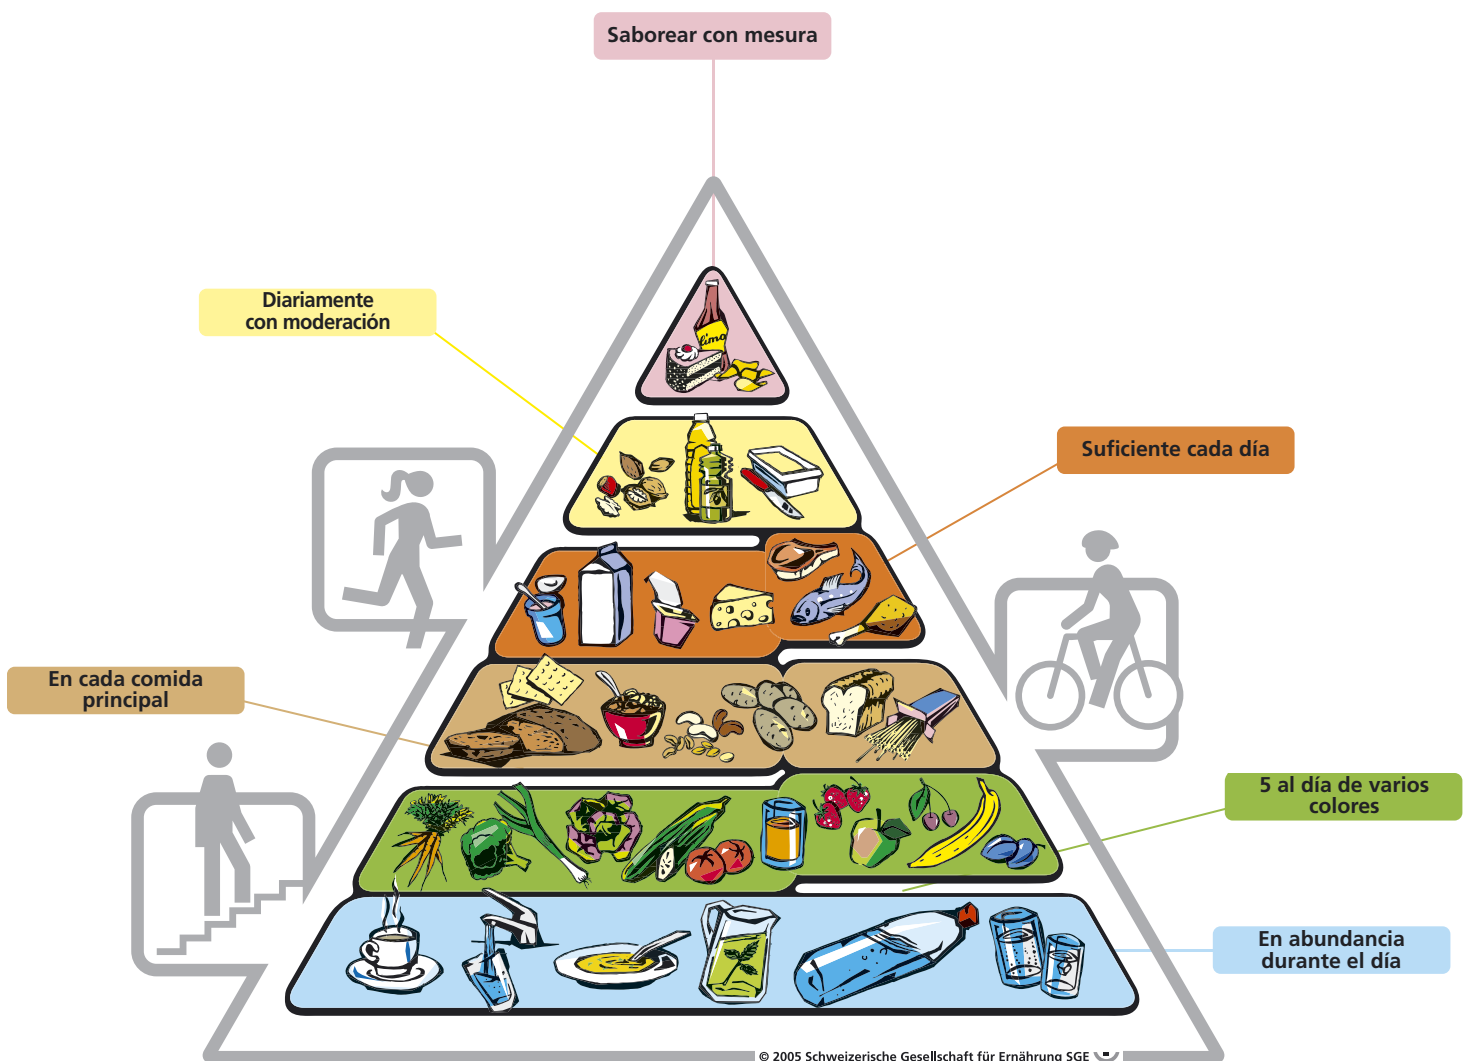 Saborear con mesura
Diariamente
con moderación
limo
Suficiente cada día
En cada comida
principal
5 al día de varios
colores
En abundancia
durante el día
© 2005 Schweizerische Gesellschaft für Ernährung SGE